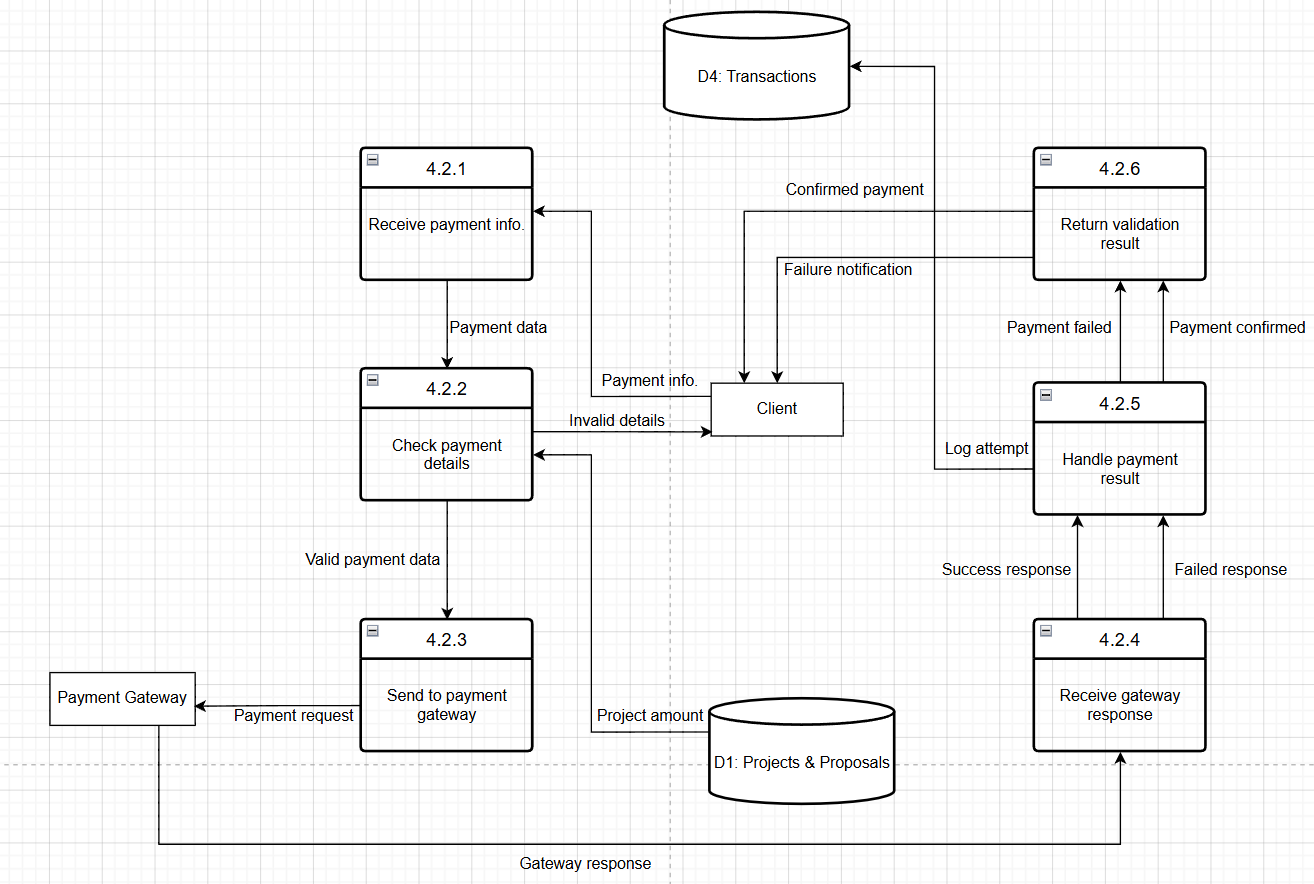 D4: Transactions
4.2.1
Receive payment info.
4.2.6
Return validation
result
Confirmed payment
Failure notification
Payment data
Payment failed
Payment confirmed
4.2.2
Check payment
details
Payment info.
Invalid details
Client
4.2.5
Handle payment
result
Log attempt
Valid payment data
Success response
Failed response
4.2.3
Send to payment
gateway
4.2.4
Receive gateway
response
Payment Gateway
Payment request
Project amount
D1: Projects & Proposals
Gateway response